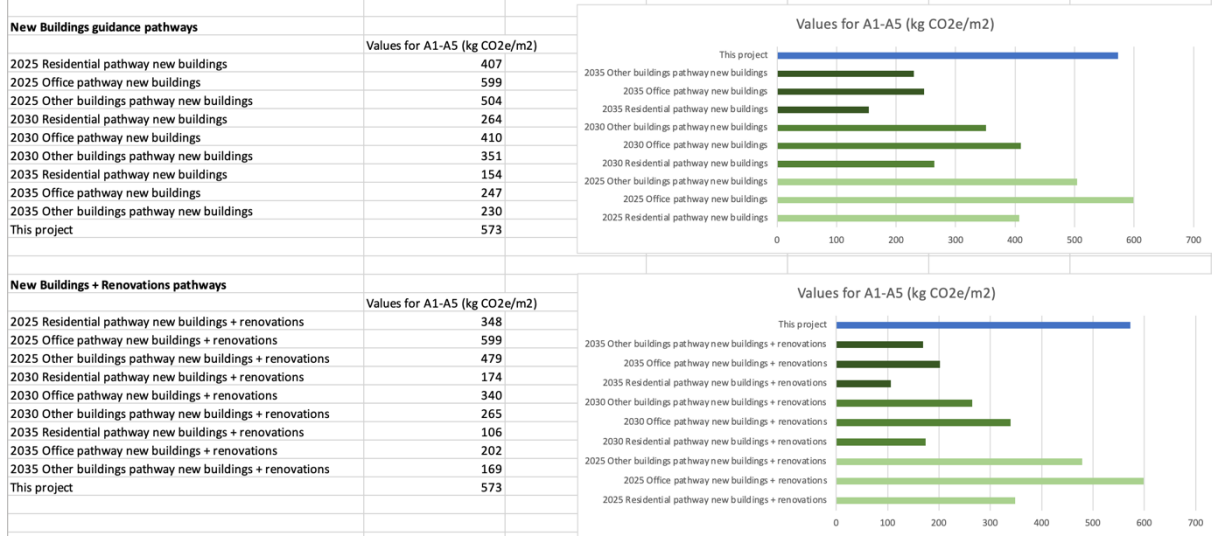 New Buildings guidance pathways
Values for A1-A5 (kg CO2e/m2)
2025 Residential pathway new buildings 407
2025 Office pathway new buildings 599
2025 Other buildings pathway new buildings 504
2030 Residential pathway new buildings 264
2030 Office pathway new buildings 410
2030 Other buildings pathway new buildings 351
2035 Residential pathway new buildings 154
2035 Office pathway new buildings 247
2035 Other buildings pathway new buildings 230
This project 573
Values for A1-A5 (kg CO2e/m2)
This project
2035 Other buildings pathway new buildings
2035 Office pathway new buildings
2035 Residential pathway new buildings
2030 Other buildings pathway new buildings
2030 Office pathway new buildings
2030 Residential pathway new buildings
2025 Other buildings pathway new buildings
2025 Office pathway new buildings
2025 Residential pathway new buildings
0 100 200 300 400 500 600 700
New Buildings + Renovations pathways
Values for A1-A5 (kg CO2e/m2)
2025 Residential pathway new buildings + renovations 348
2025 Office pathway new buildings + renovations 599
2025 Other buildings pathway new buildings + renovations 479
2030 Residential pathway new buildings + renovations 174
2030 Office pathway new buildings + renovations 340
2030 Other buildings pathway new buildings + renovations 265
2035 Residential pathway new buildings + renovations 106
2035 Office pathway new buildings + renovations 202
2035 Other buildings pathway new buildings + renovations 169
This project 573
Values for A1-A5 (kg CO2e/m2)
This project
2035 Other buildings pathway new buildings + renovations
2035 Office pathway new buildings + renovations
2035 Residential pathway new buildings + renovations
2030 Other buildings pathway new buildings + renovations
2030 Office pathway new buildings + renovations
2030 Residential pathway new buildings + renovations
2025 Other buildings pathway new buildings + renovations
2025 Office pathway new buildings + renovations
2025 Residential pathway new buildings + renovations
0 100 200 300 400 500 600 700